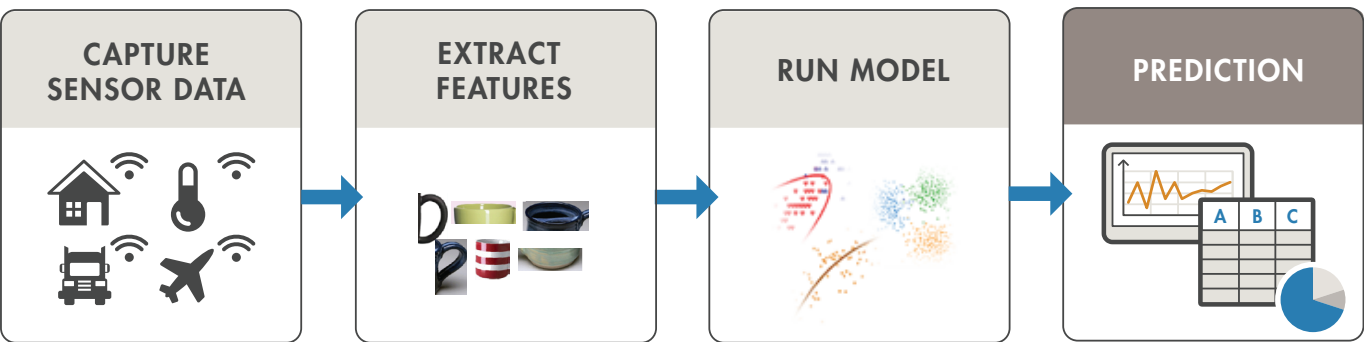 CAPTURE
SENSOR DATA
EXTRACT
FEATURES
RUN MODEL
PREDICTION
A B C